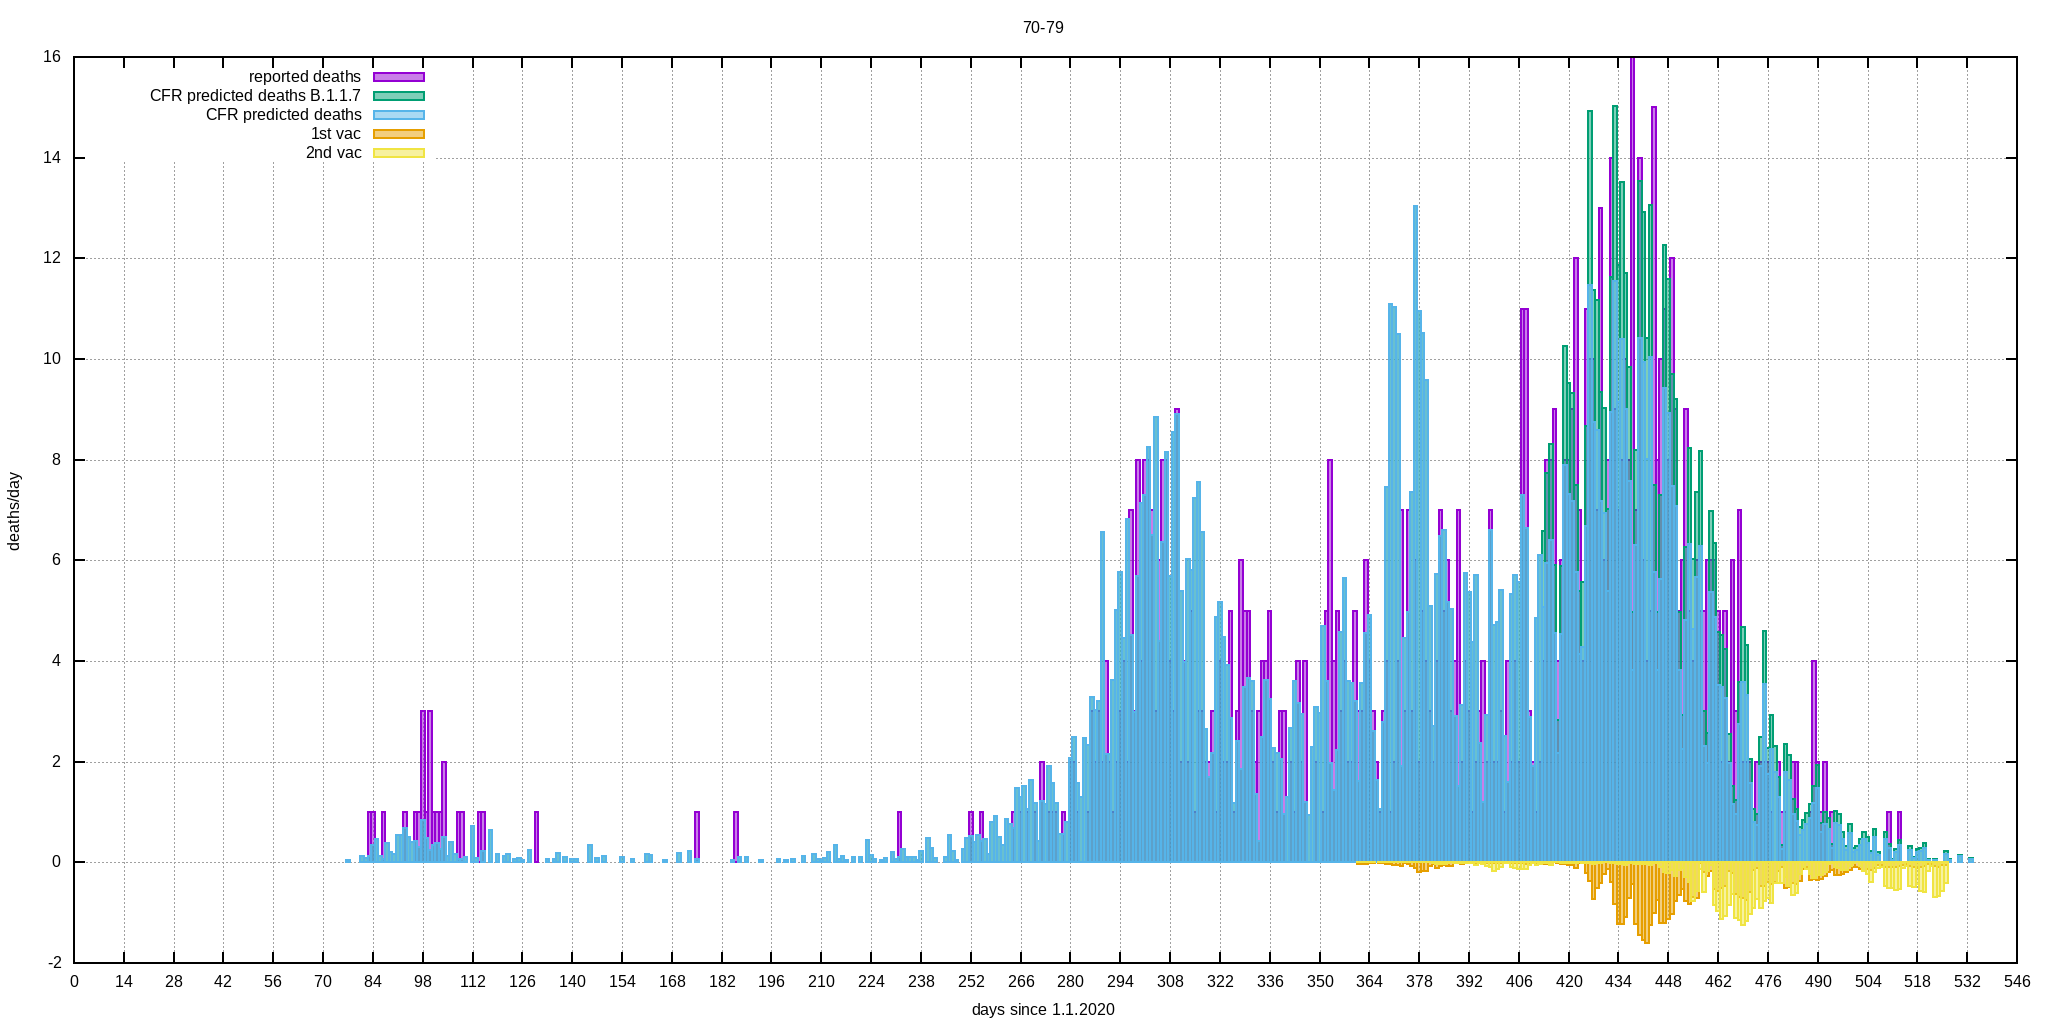 70-79
reported deaths
CFR predicted deaths B.1.1.7
CFR predicted deaths
1st vac
2nd vac
deaths/day
16
14
12
10
8
6
4
2
0
-2
0 14 28 42 56 70 84 98 112 126 140 154 168 182 196 210 224 238 252 266 280 294 308 322 336 350 364 378 392 406 420 434 448 462 476 490 504 518 532 546
days since 1.1.2020